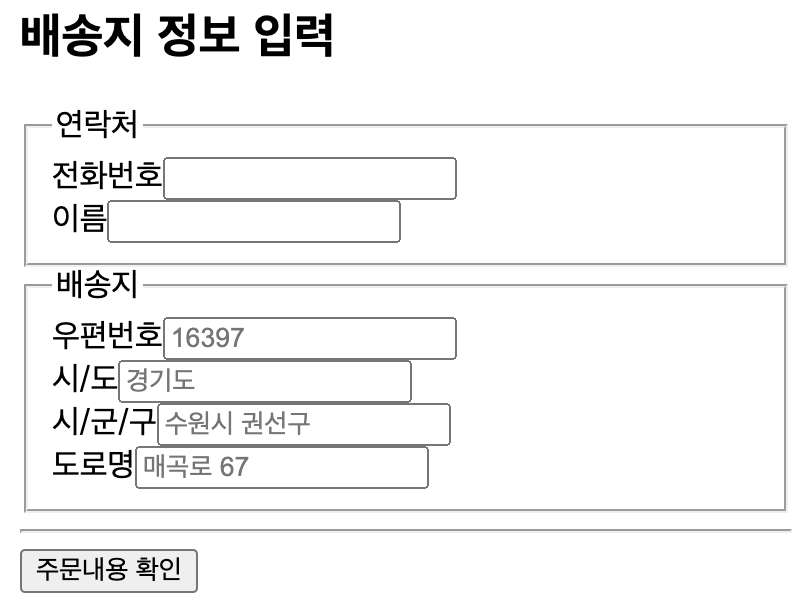 배송지 정보 입력
연락처
전화번호
이름
배송지
우편번호 16397
시/도 경기도
시/군/구 수원시 권선구
도로명 매곡로 67
주문내용 확인